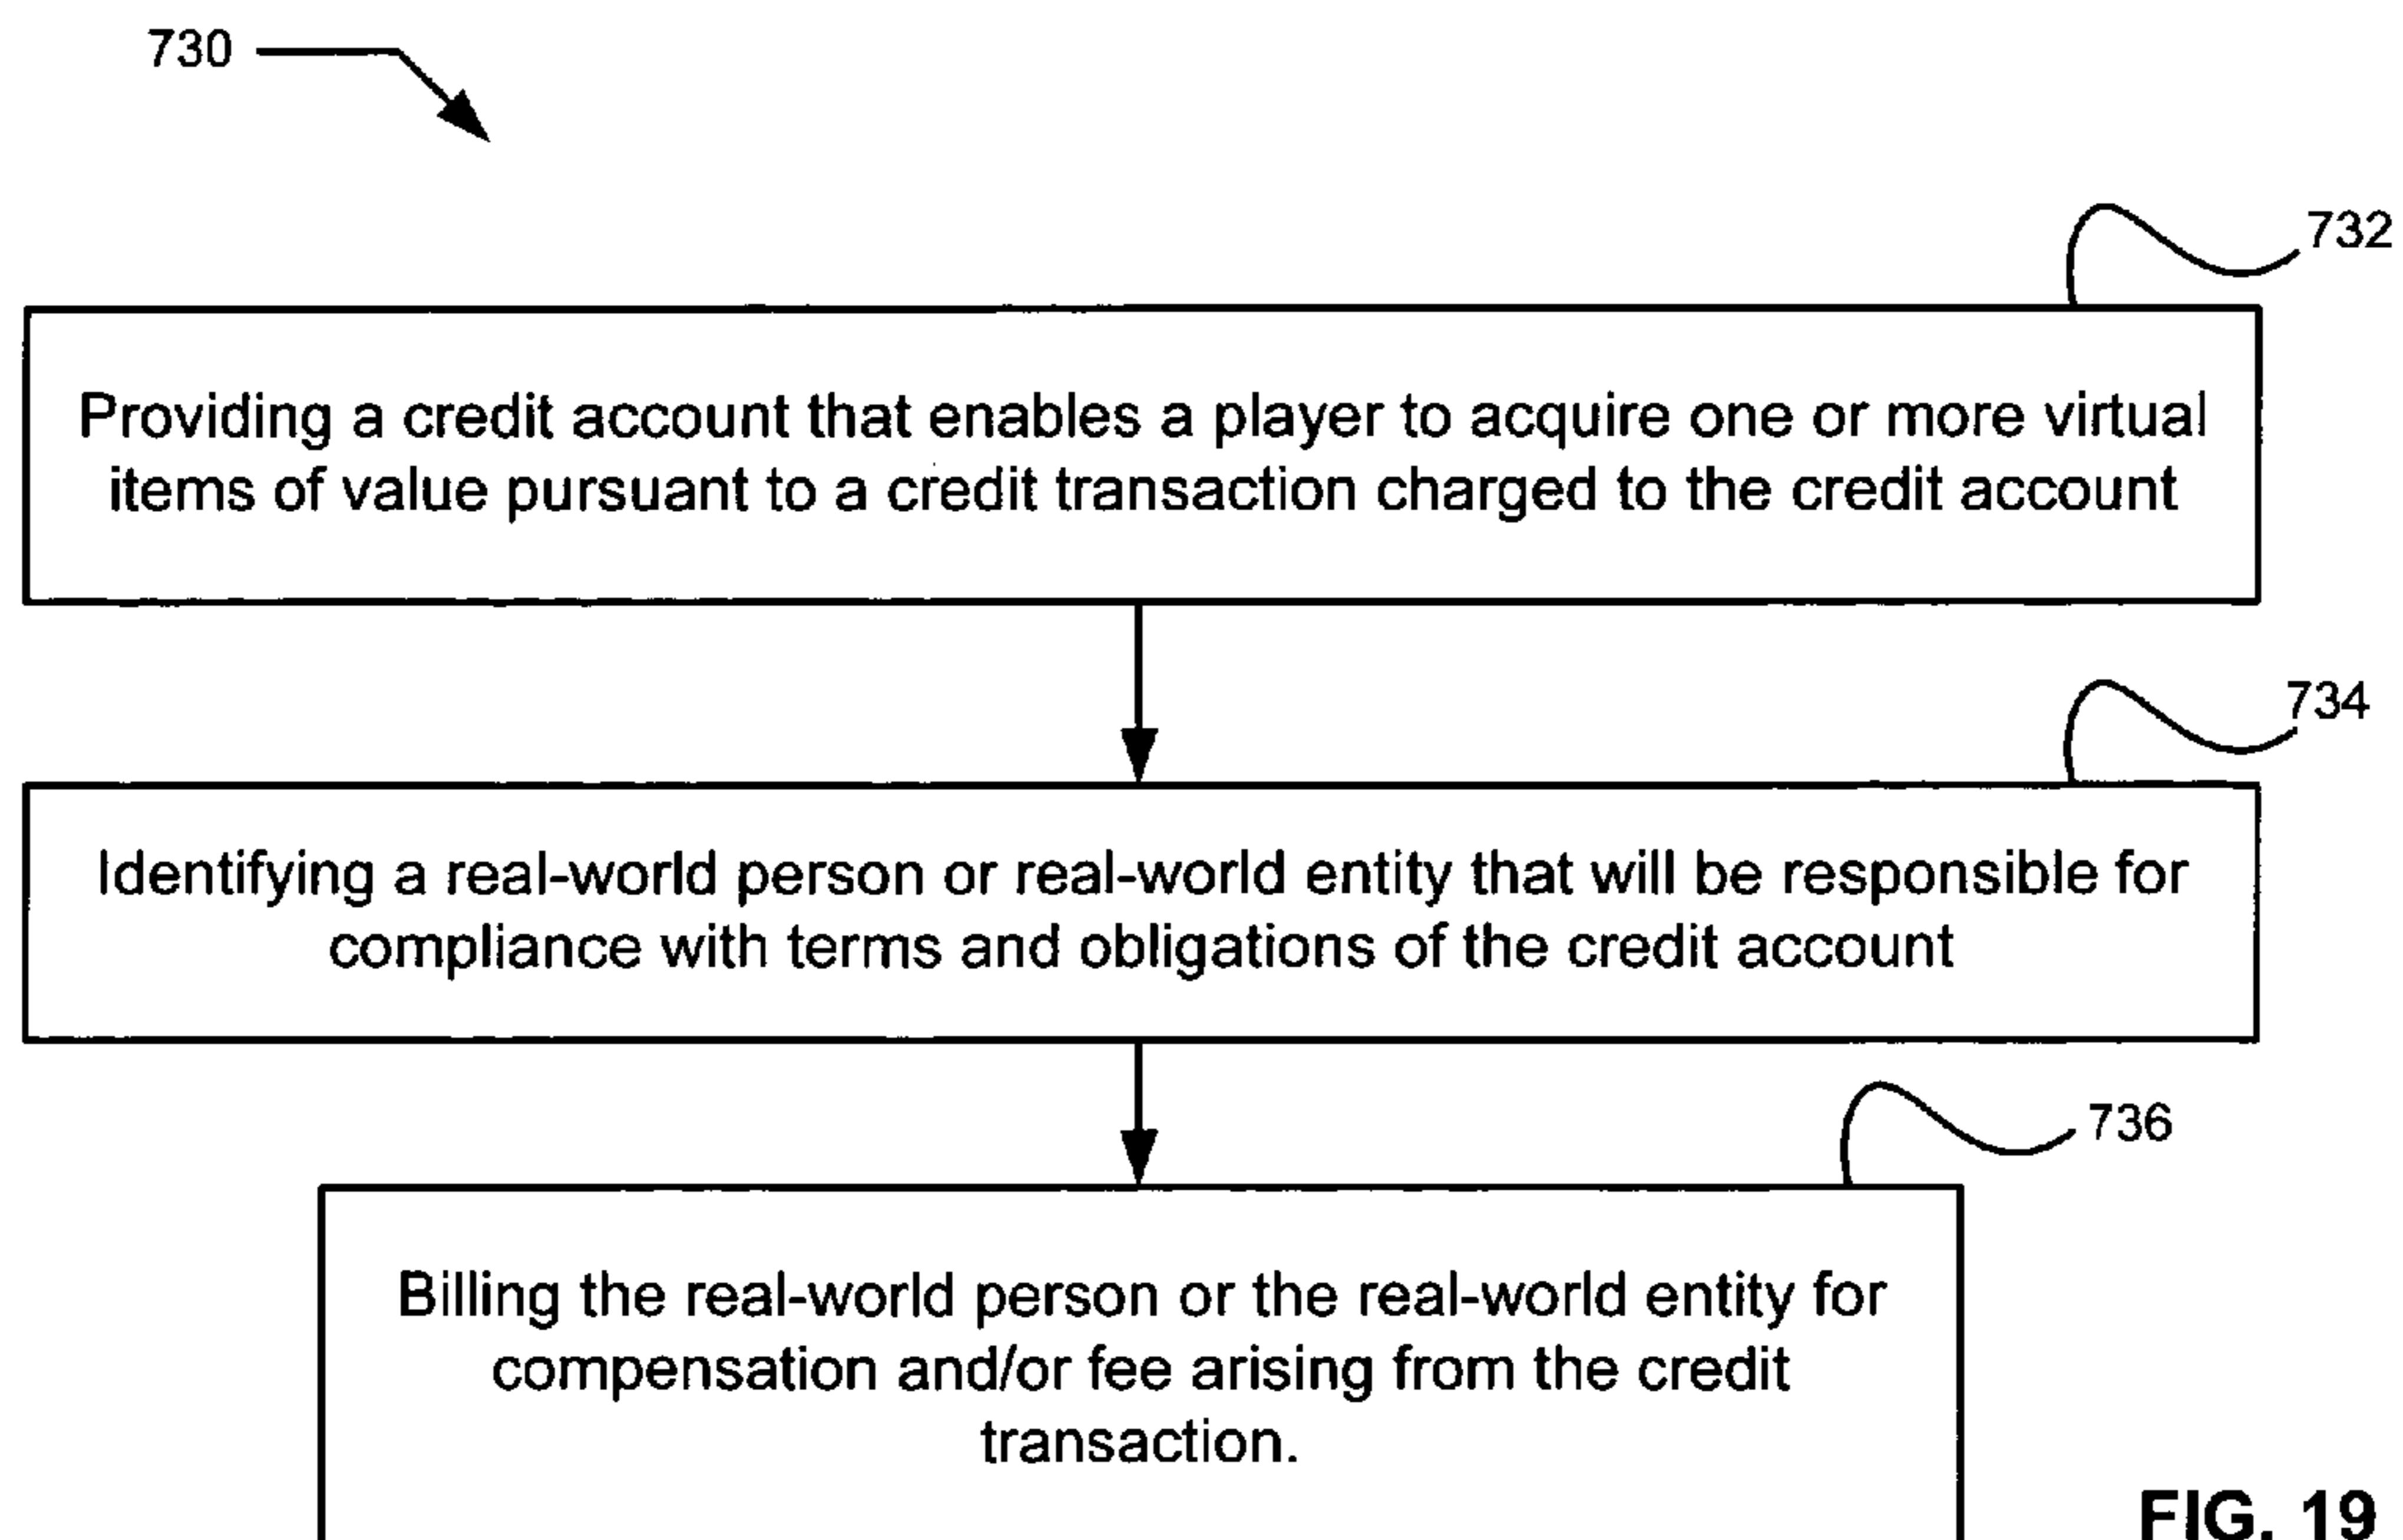 730
732
Providing a credit account that enables a player to acquire one or more virtual
items of value pursuant to a credit transaction charged to the credit account
734
Identifying a real-world person or real-world entity that will be responsible for
compliance with terms and obligations of the credit account
736
Billing the real-world person or the real-world entity for
compensation and/or fee arising from the credit
transaction.
FIG. 19